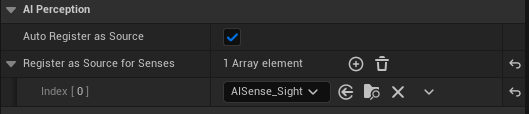 AI Perception
Auto Register as Source
Register as Source for Senses 1 Array element
Index [ 0 ] AISense_Sight